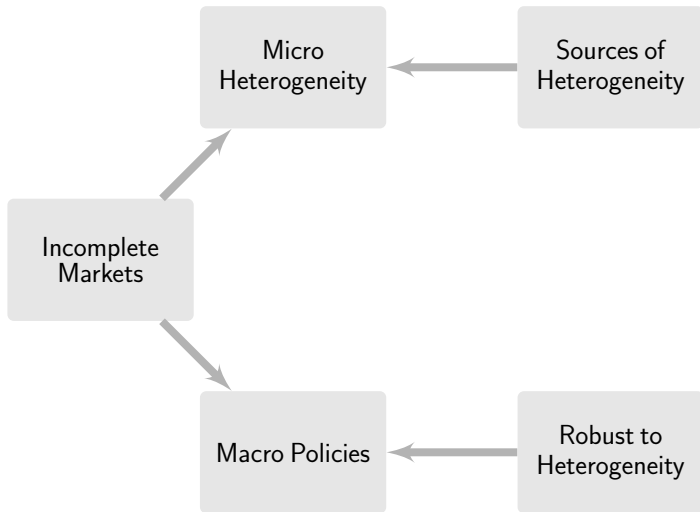 Micro
Heterogeneity
Sources of
Heterogeneity
Incomplete
Markets
Macro Policies
Robust to
Heterogeneity